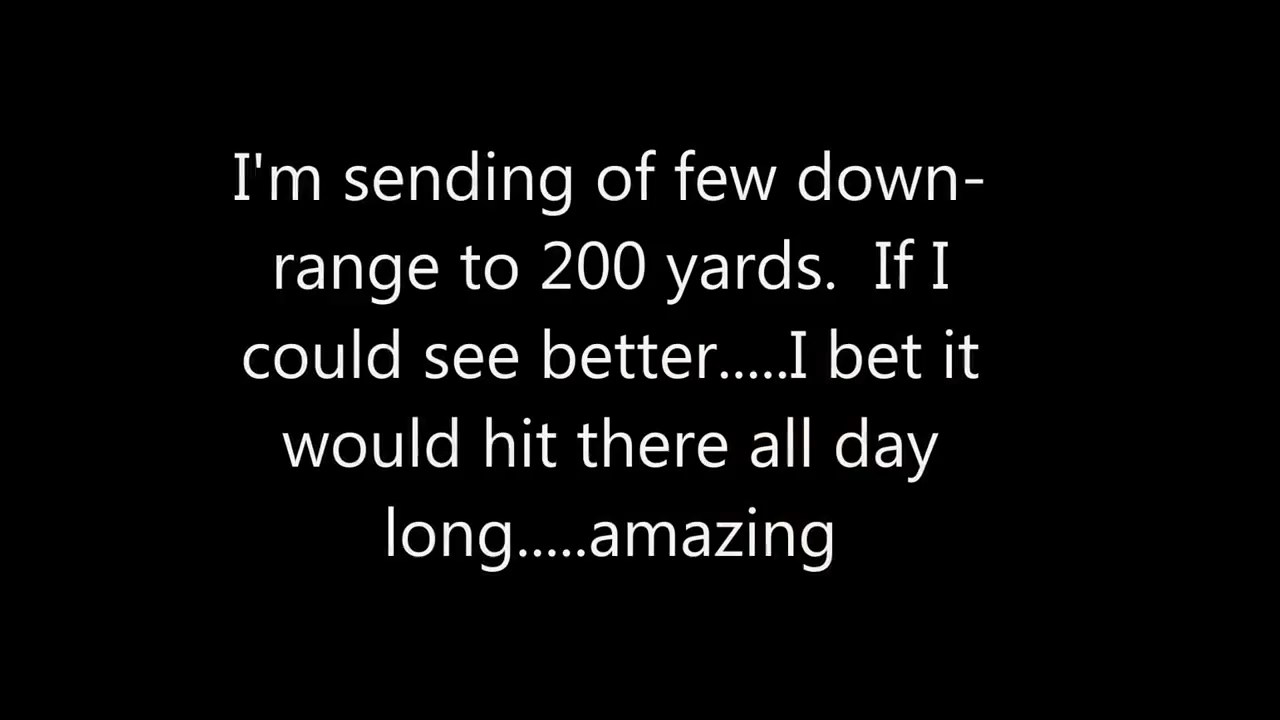 I'm sending of few down-
range to 200 yards.  If I
could see better.....I bet it
would hit there all day
long.....amazing